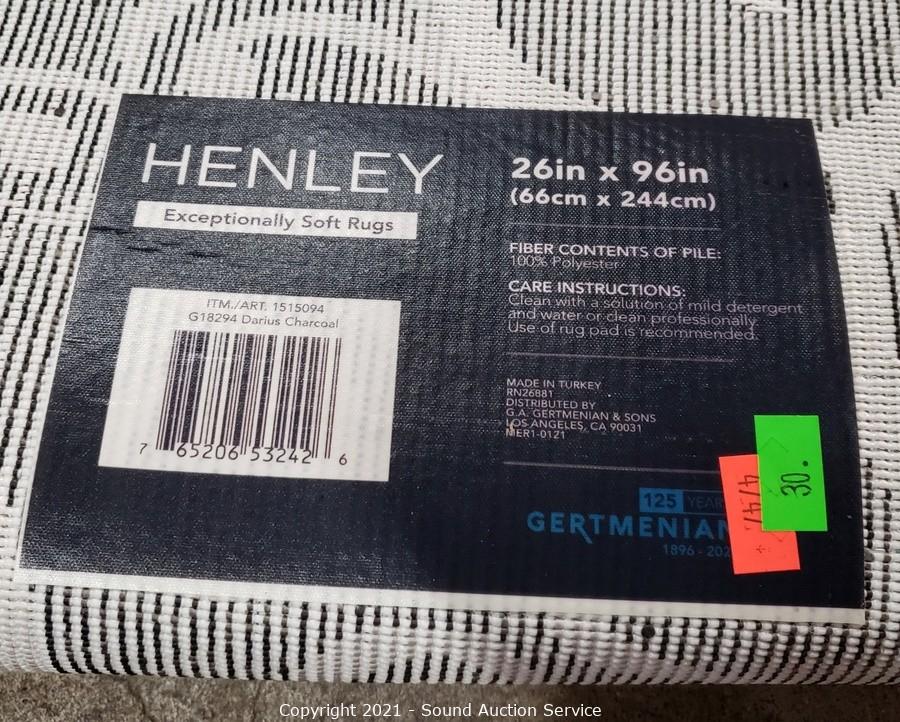 HENLEY
Exceptionally Soft Rugs
ITM./ART. 1515094
G18294 Darius Charcoal
7 65206 53242 6
26in x 96in
(66cm x 244cm)
FIBER CONTENTS OF PILE:
100% Polyester
CARE INSTRUCTIONS:
Clean with a solution of mild detergent
and water or clean professionally
Use of rug pad is recommended.
MADE IN TURKEY
RN26881
DISTRIBUTED BY
G.A. GERTMENIAN & SONS
LOS ANGELES, CA 90031
MER1-0121
125 YEAR
GERTMENIAN
1896 - 202
30.
Copyright 2021 - Sound Auction Service